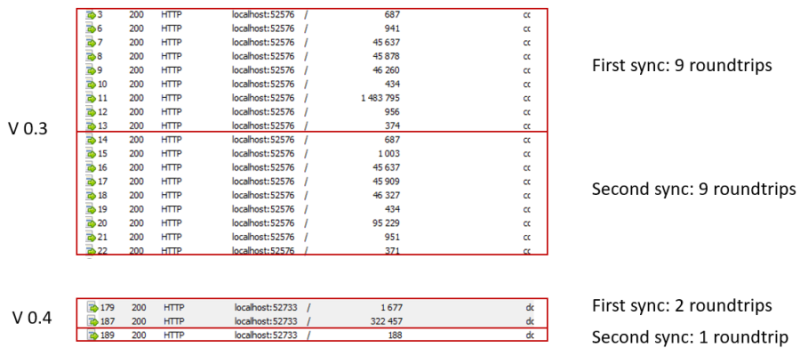 3 200 HTTP localhost:52576 / 687 cc
6 200 HTTP localhost:52576 / 941 cc
7 200 HTTP localhost:52576 / 45 637 cc
8 200 HTTP localhost:52576 / 45 878 cc
First sync: 9 roundtrips
9 200 HTTP localhost:52576 / 46 260 cc
10 200 HTTP localhost:52576 / 434 cc
11 200 HTTP localhost:52576 / 1 483 795 cc
12 200 HTTP localhost:52576 / 956 cc
13 200 HTTP localhost:52576 / 374 cc
V 0.3
14 200 HTTP localhost:52576 / 687 cc
15 200 HTTP localhost:52576 / 1 003 cc
16 200 HTTP localhost:52576 / 45 637 cc
17 200 HTTP localhost:52576 / 45 909 cc
Second sync: 9 roundtrips
18 200 HTTP localhost:52576 / 46 327 cc
19 200 HTTP localhost:52576 / 434 cc
20 200 HTTP localhost:52576 / 95 229 cc
21 200 HTTP localhost:52576 / 951 cc
22 200 HTTP localhost:52576 / 371 cc
V 0.4
179 200 HTTP localhost:52733 / 1 677 dc
First sync: 2 roundtrips
187 200 HTTP localhost:52733 / 322 457 dc
189 200 HTTP localhost:52733 / 188 dc
Second sync: 1 roundtrip